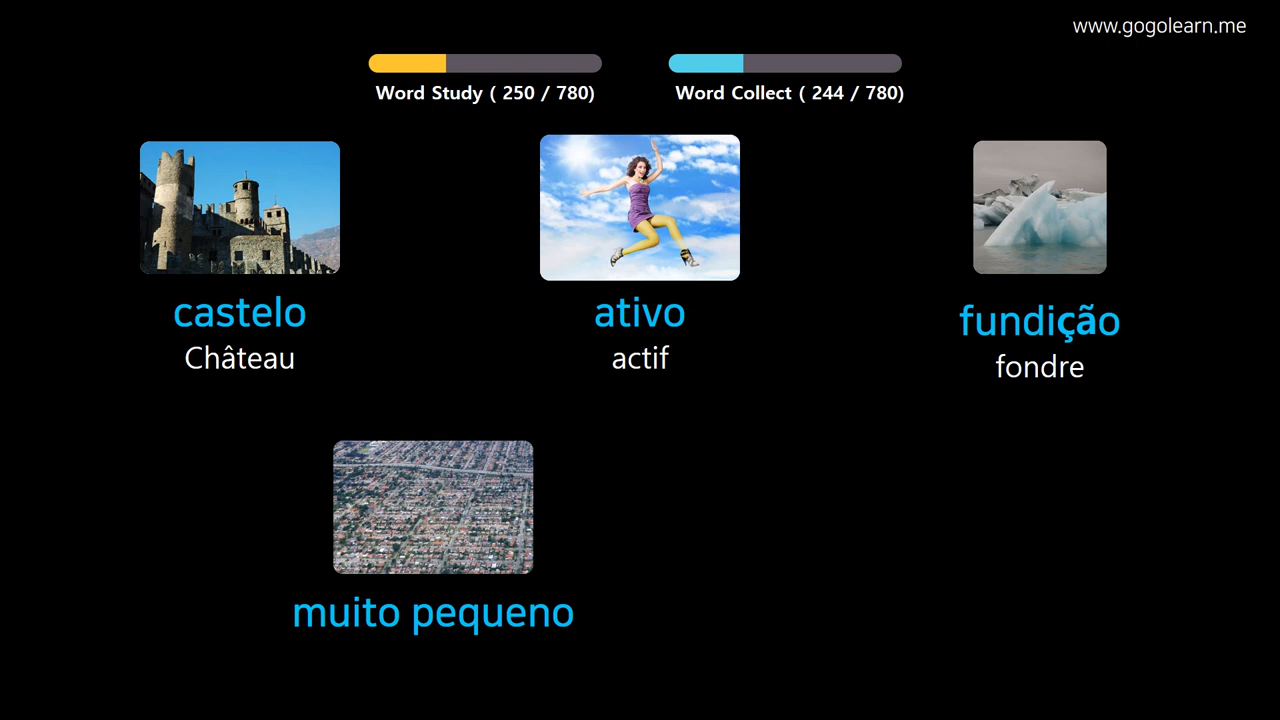 www.gogolearn.me
Word Study ( 250 / 780)
Word Collect ( 244 / 780)
castelo
Château
ativo
actif
fundição
fondre
muito pequeno